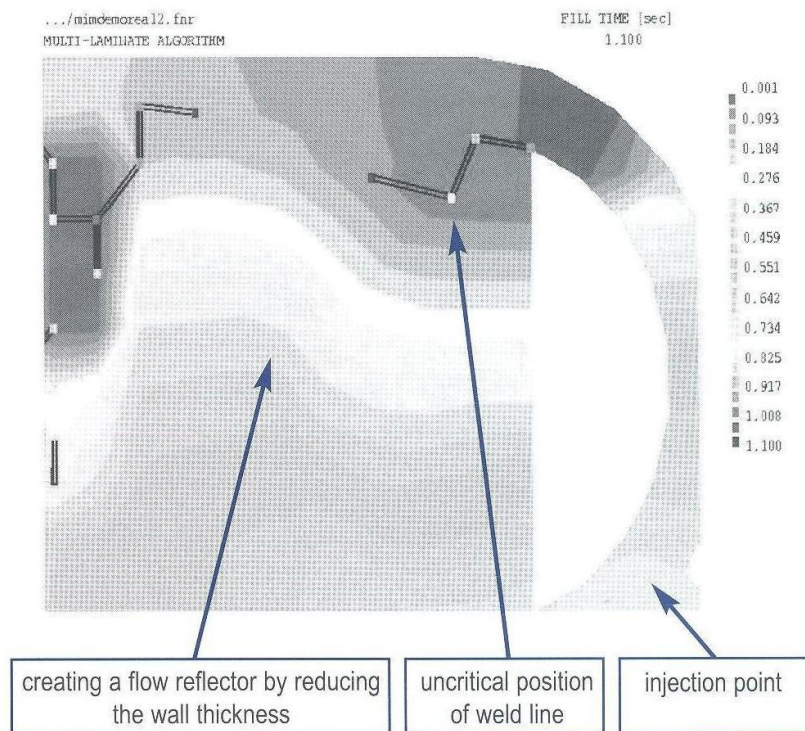 .../mimdemorea12.fnr
MULTI-LAMINATE ALGORITHM
FILL TIME [sec]
1.100
0.001
0.093
0.184
0.276
0.367
0.459
0.551
0.642
0.734
0.825
0.917
1.008
1.100
creating a flow reflector by reducing
the wall thickness
uncritical position
of weld line
injection point